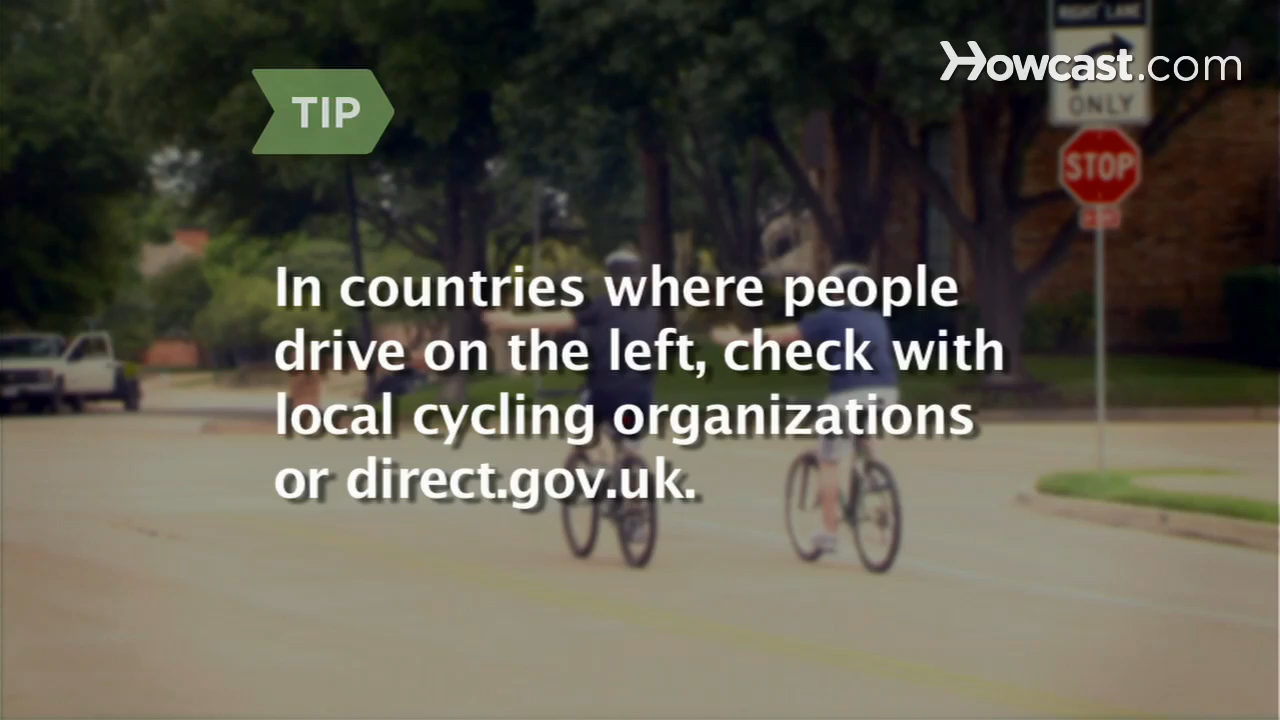 RIGHT LANE
Howcast.com
ONLY
TIP
STOP
In countries where people
drive on the left, check with
local cycling organizations
or direct.gov.uk.